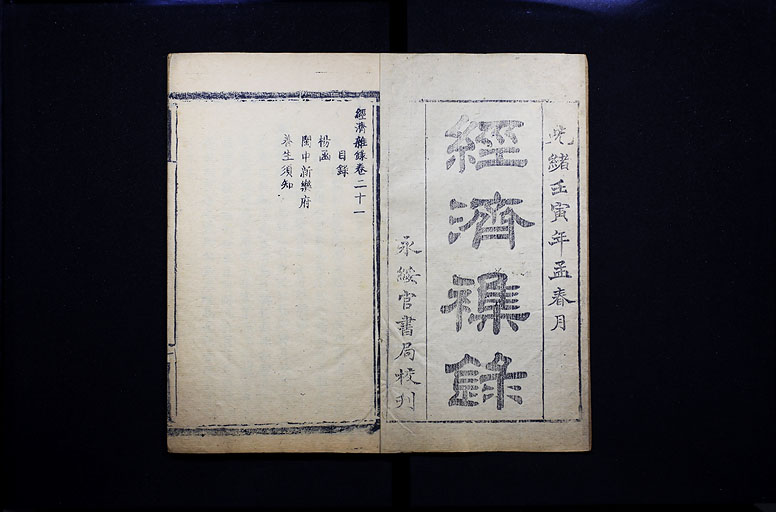 光緒壬寅年孟春月
經濟襍錄
永綏官書局校刊
經濟雜錄卷二十一
目錄
楊函
閩中新樂府
養生須知